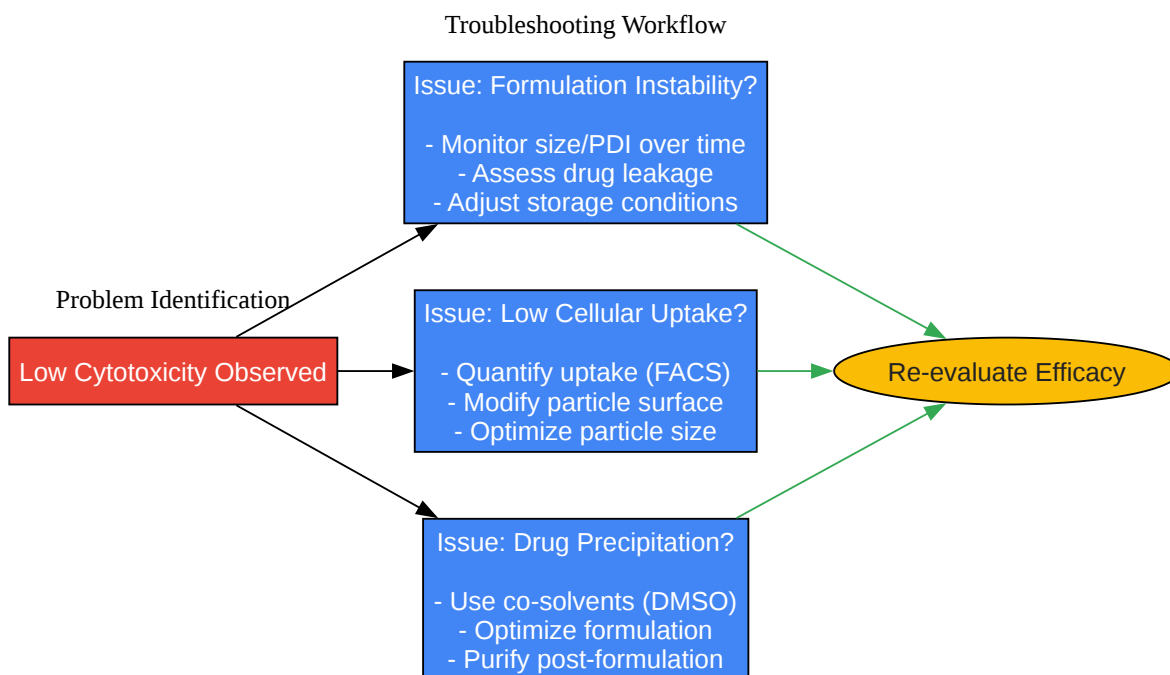 Troubleshooting Workflow
Issue: Formulation Instability?
- Monitor size/PDI over time
- Assess drug leakage
- Adjust storage conditions
Problem Identification
Low Cytotoxicity Observed
Issue: Low Cellular Uptake?
- Quantify uptake (FACS)
- Modify particle surface
- Optimize particle size
Re-evaluate Efficacy
Issue: Drug Precipitation?
- Use co-solvents (DMSO)
- Optimize formulation
- Purify post-formulation